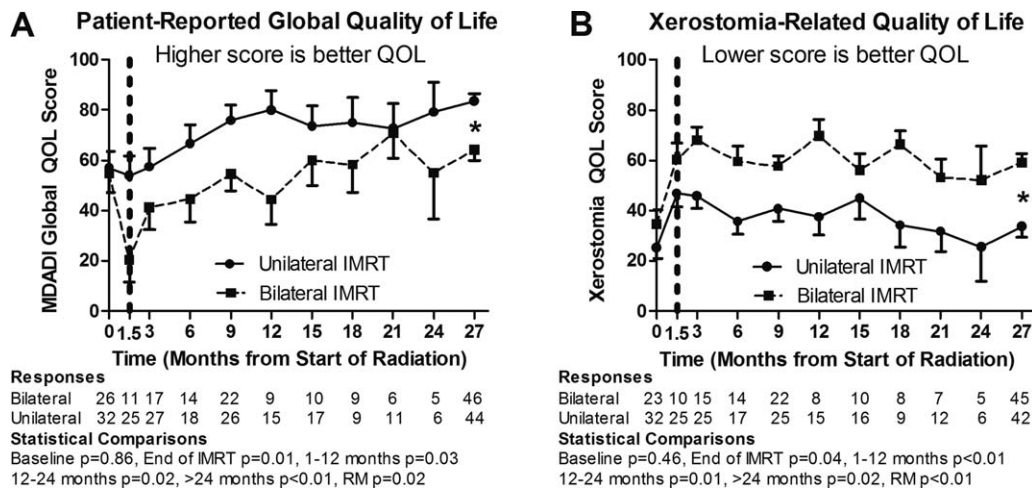 A Patient-Reported Global Quality of Life
Higher score is better QOL
MDADI Global QOL Score
100
80
60
40
20
0
*
Unilateral IMRT
Bilateral IMRT
0 1.5 3 6 9 12 15 18 21 24 27
Time (Months from Start of Radiation)
Responses
Bilateral 26 11 17 14 22 9 10 9 6 5 46
Unilateral 32 25 27 18 26 15 17 9 11 6 44
Statistical Comparisons
Baseline p=0.86, End of IMRT p=0.01, 1-12 months p=0.03
12-24 months p=0.02, >24 months p<0.01, RM p=0.02
B Xerostomia-Related Quality of Life
Lower score is better QOL
Xerostomia QOL Score
100
80
60
40
20
0
*
Unilateral IMRT
Bilateral IMRT
0 1.5 3 6 9 12 15 18 21 24 27
Time (Months from Start of Radiation)
Responses
Bilateral 23 10 15 14 22 8 10 8 7 5 45
Unilateral 32 25 25 17 25 15 16 9 12 6 42
Statistical Comparisons
Baseline p=0.46, End of IMRT p=0.04, 1-12 months p<0.01
12-24 months p=0.01, >24 months p=0.02, RM p<0.01